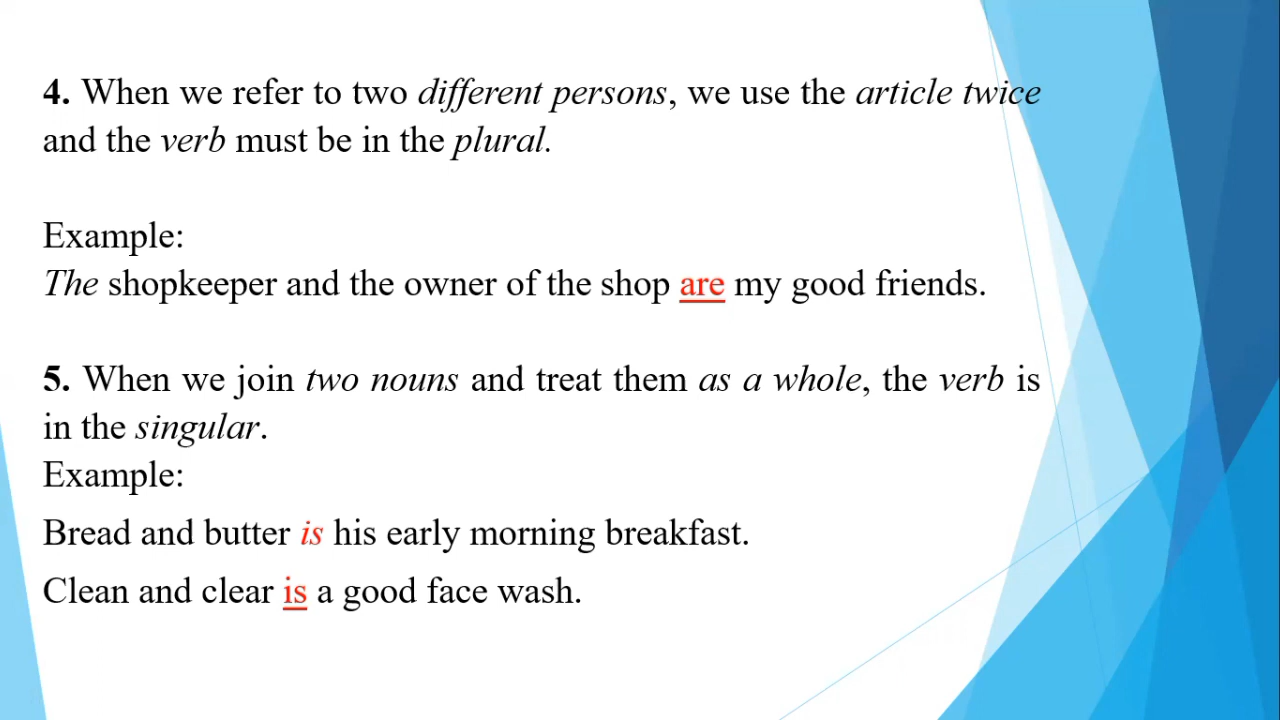 4. When we refer to two different persons, we use the article twice
and the verb must be in the plural.
Example:
The shopkeeper and the owner of the shop are my good friends.
5. When we join two nouns and treat them as a whole, the verb is
in the singular.
Example:
Bread and butter is his early morning breakfast.
Clean and clear is a good face wash.